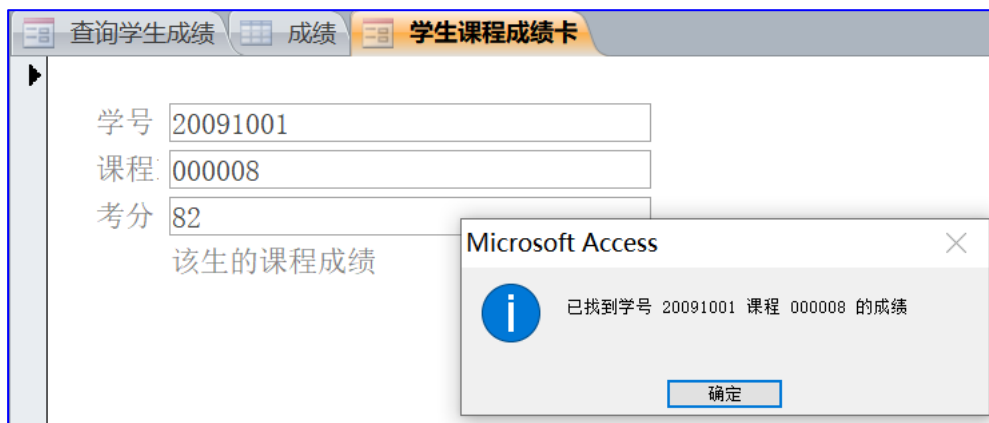 查询学生成绩 成绩 学生课程成绩卡
学号 20091001
课程 000008
考分 82
该生的课程成绩
Microsoft Access
已找到学号 20091001 课程 000008 的成绩
确定